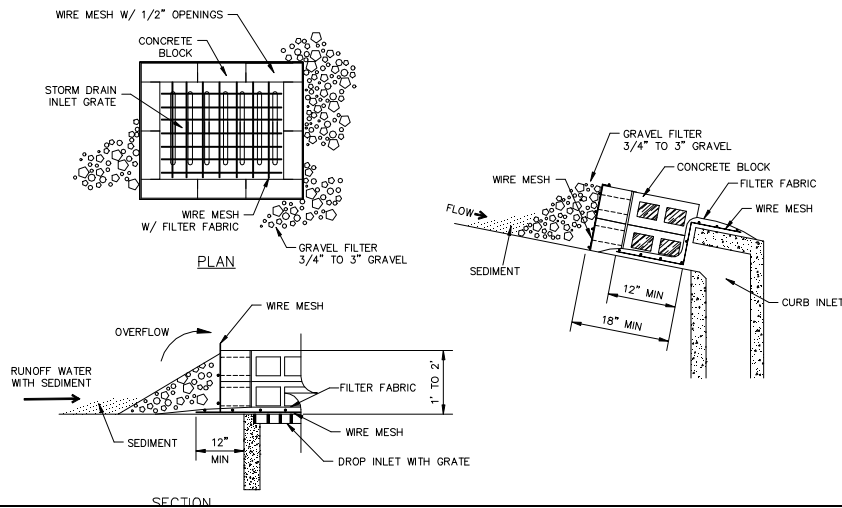 WIRE MESH W/ 1/2" OPENINGS
CONCRETE
BLOCK
STORM DRAIN
INLET GRATE
WIRE MESH
W/ FILTER FABRIC
GRAVEL FILTER
3/4" TO 3" GRAVEL
PLAN
GRAVEL FILTER
3/4" TO 3" GRAVEL
CONCRETE BLOCK
WIRE MESH
FILTER FABRIC
WIRE MESH
FLOW
SEDIMENT
12" MIN
18" MIN
CURB INLET
WIRE MESH
OVERFLOW
RUNOFF WATER
WITH SEDIMENT
1' TO 2'
FILTER FABRIC
SEDIMENT
12"
MIN
WIRE MESH
DROP INLET WITH GRATE
SECTION